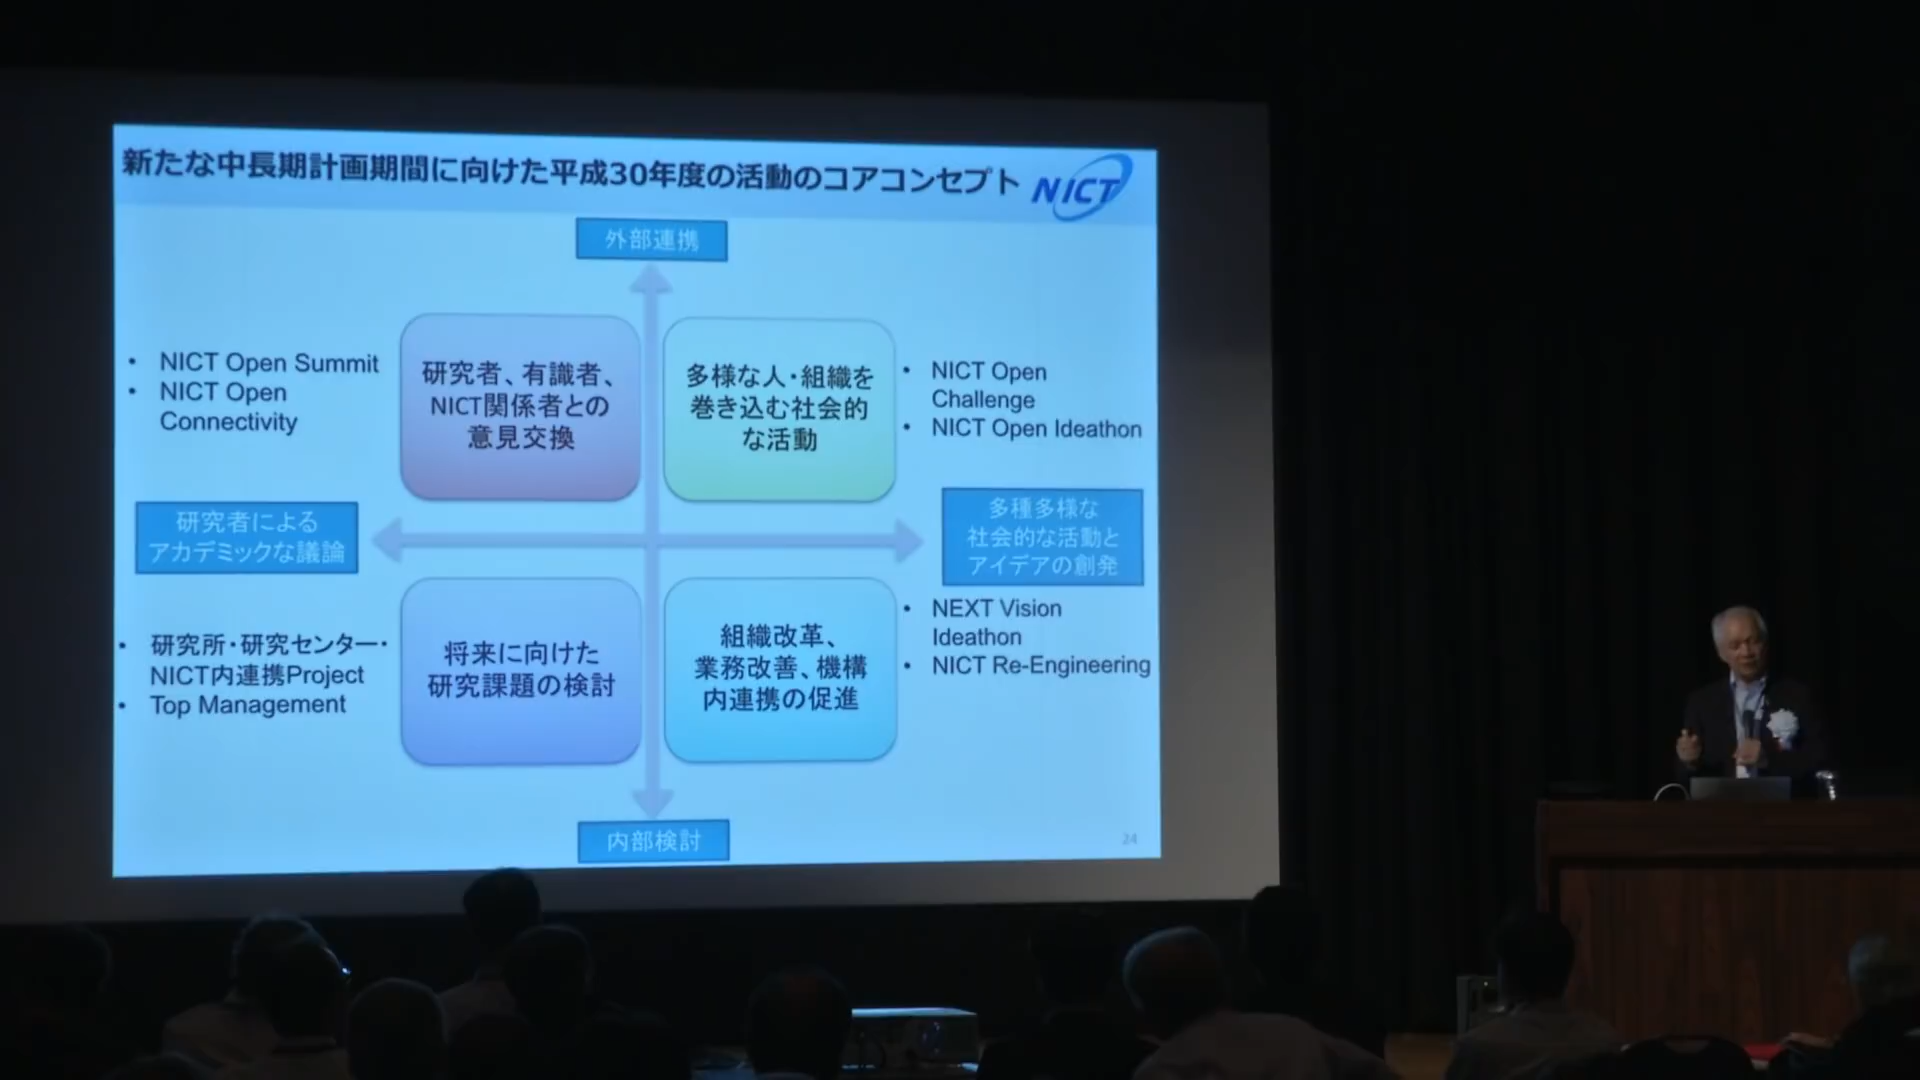 新たな中長期計画期間に向けた平成30年度の活動のコアコンセプト
NICT
外部連携
• NICT Open Summit
• NICT Open
Connectivity
研究者、有識者、
NICT関係者との
意見交換
多様な人・組織を
巻き込む社会的
な活動
• NICT Open
Challenge
• NICT Open Ideathon
研究者による
アカデミックな議論
多種多様な
社会的な活動と
アイデアの創発
• 研究所・研究センター・
NICT内連携Project
• Top Management
将来に向けた
研究課題の検討
組織改革、
業務改善、機構
内連携の促進
• NEXT Vision
Ideathon
• NICT Re-Engineering
内部検討
24